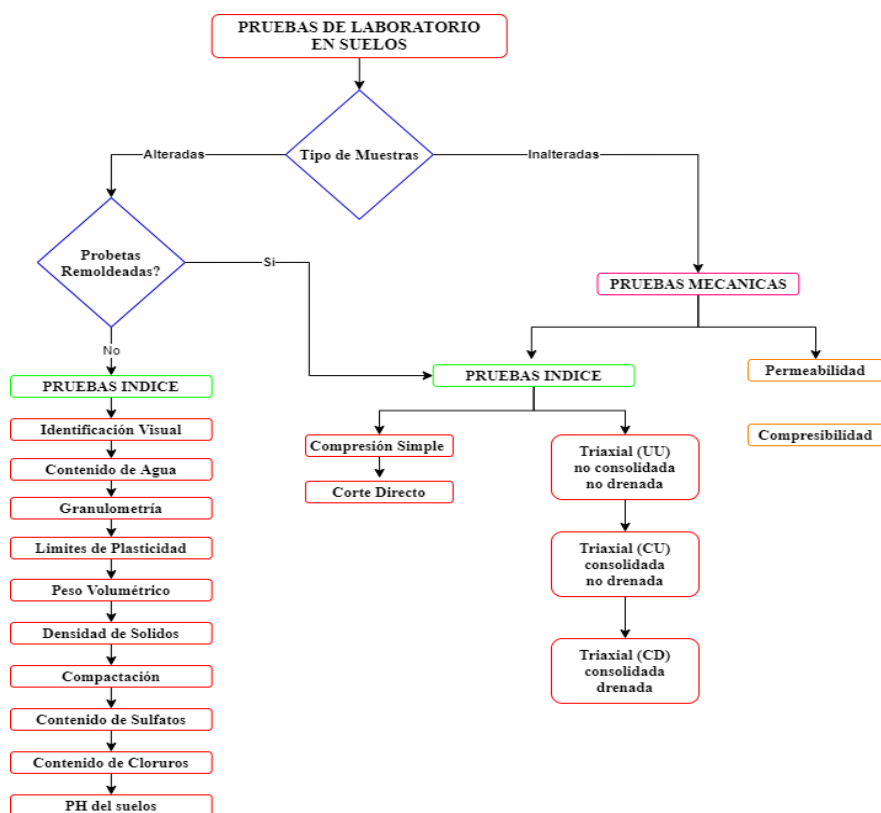 PRUEBAS DE LABORATORIO
EN SUELOS
Tipo de Muestras
Alteradas
Inalteradas
Probetas
Remoldeadas?
Si
No
PRUEBAS MECANICAS
PRUEBAS INDICE
PRUEBAS INDICE
Permeabilidad
Compresibilidad
Identificación Visual
Contenido de Agua
Granulometría
Limites de Plasticidad
Peso Volumétrico
Densidad de Solidos
Compactación
Contenido de Sulfatos
Contenido de Cloruros
PH del suelos
Compresión Simple
Corte Directo
Triaxial (UU)
no consolidada
no drenada
Triaxial (CU)
consolidada
no drenada
Triaxial (CD)
consolidada
drenada